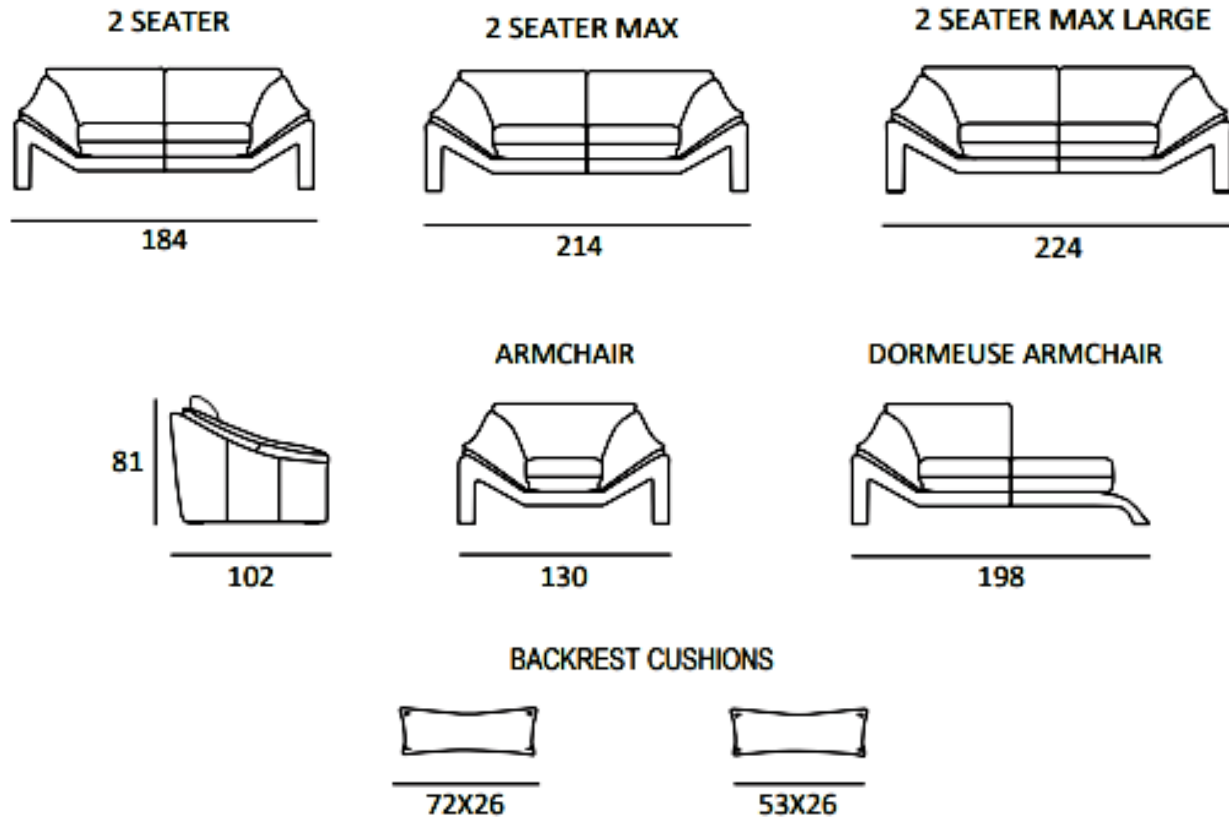 2 SEATER
2 SEATER MAX
2 SEATER MAX LARGE
184
214
224
ARMCHAIR
DORMEUSE ARMCHAIR
81
102
130
198
BACKREST CUSHIONS
72X26
53X26